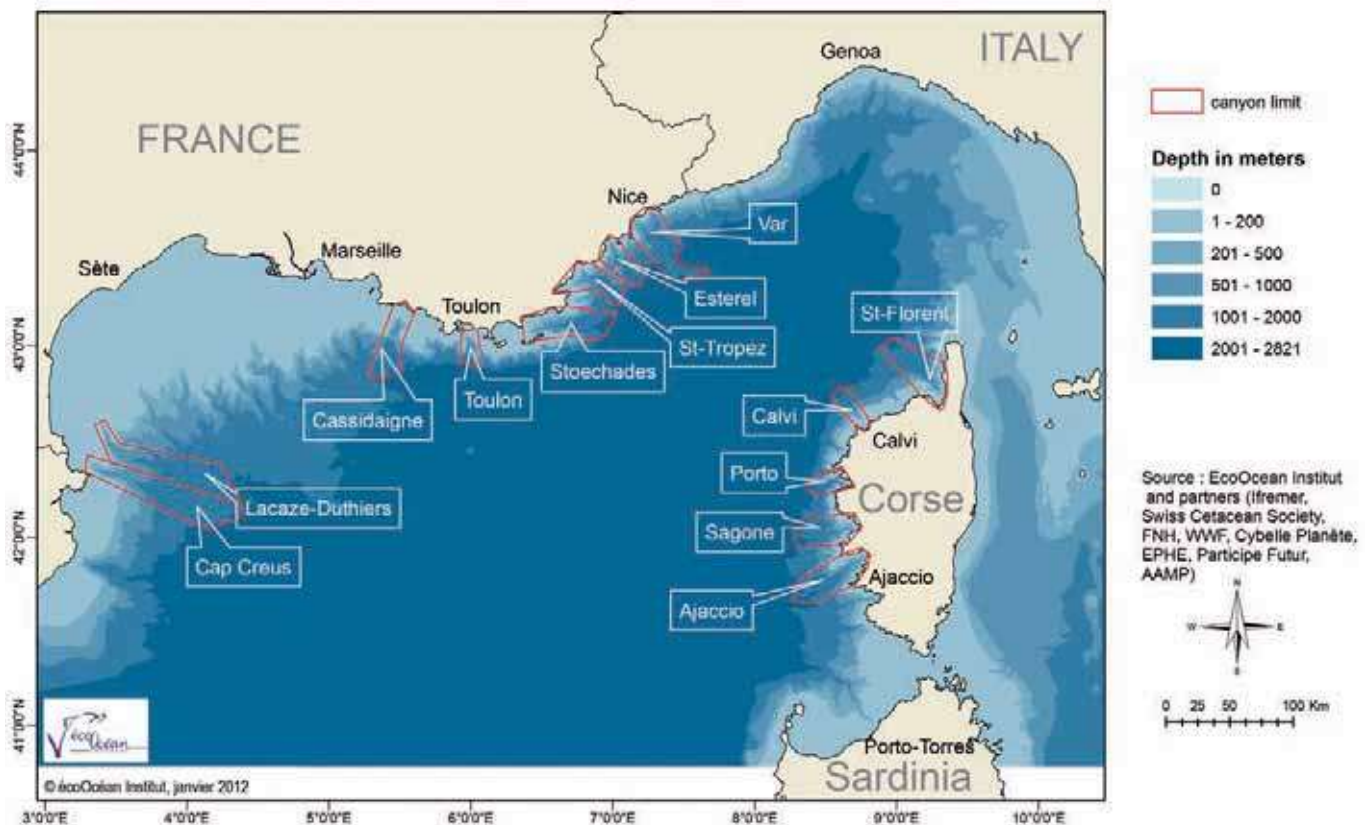 ITALY
Genoa
FRANCE
Nice
Var
Marseille
Sète
Esterel
Toulon
St-Florent
St-Tropez
Stoechades
Toulon
Cassidaigne
Calvi
Calvi
Porto
Corse
Lacaze-Duthiers
Sagone
Cap Creus
Ajaccio
Ajaccio
Porto-Torres
Sardinia
écoOcéan
© écoOcéan Institut, janvier 2012
44°0'0"N
43°0'0"N
42°0'0"N
41°0'0"N
3°0'0"E
4°0'0"E
5°0'0"E
6°0'0"E
7°0'0"E
8°0'0"E
9°0'0"E
10°0'0"E
canyon limit
Depth in meters
0
1 - 200
201 - 500
501 - 1000
1001 - 2000
2001 - 2821
Source : EcoOcean Institut
and partners (Ifremer,
Swiss Cetacean Society,
FNH, WWF, Cybelle Planète,
EPHE, Participe Futur,
AAMP)
N
W
E
S
0 25 50 100 Km